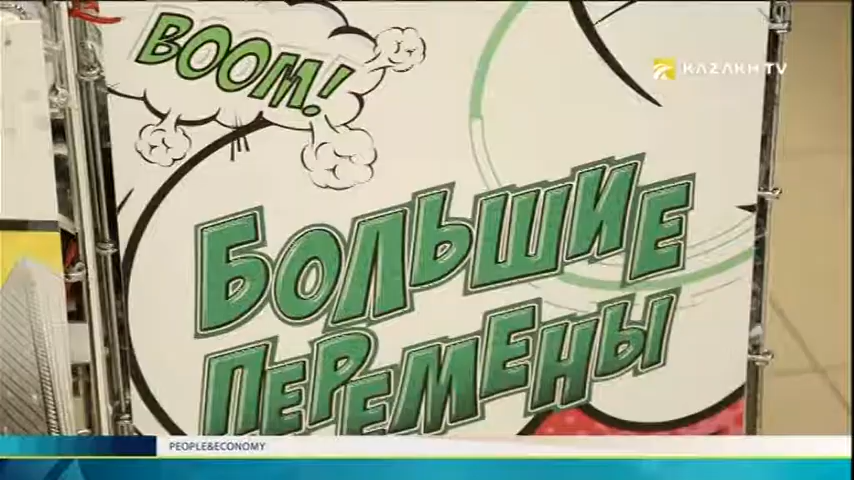 BOOM!
KAZAKH TV
БОЛЬШИЕ
ПЕРЕМЕНЫ
PEOPLE&ECONOMY